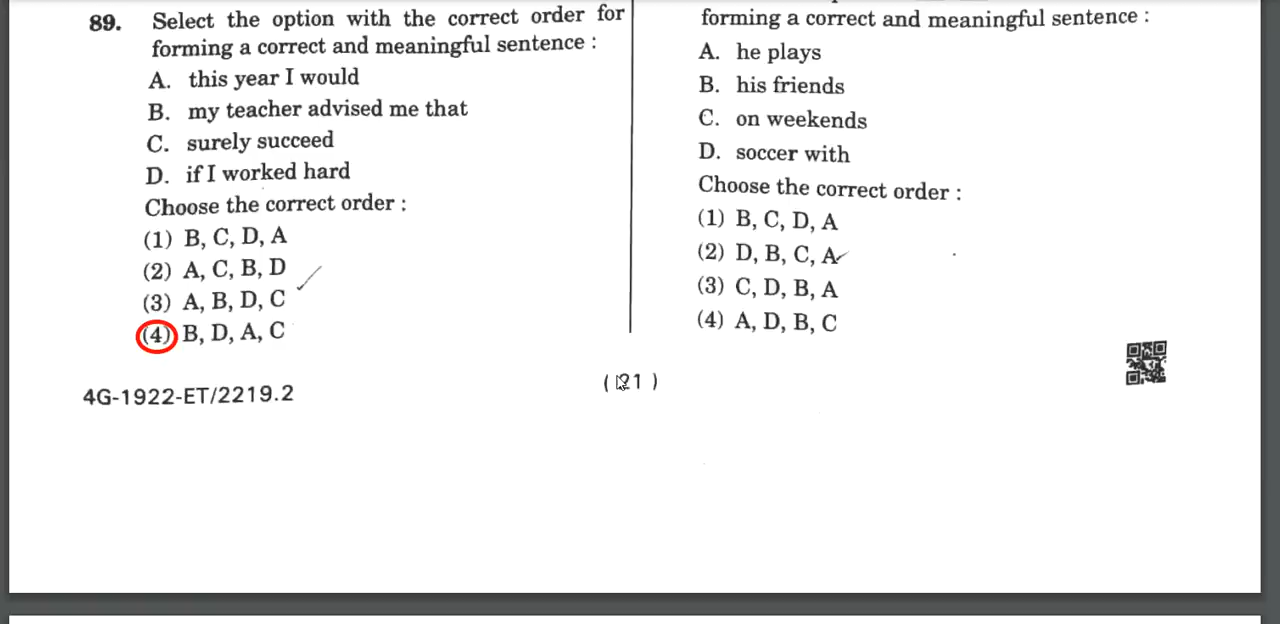 89. Select the option with the correct order for
forming a correct and meaningful sentence :
A. this year I would
B. my teacher advised me that
C. surely succeed
D. if I worked hard
Choose the correct order :
(1) B, C, D, A
(2) A, C, B, D
(3) A, B, D, C
(4) B, D, A, C
4G-1922-ET/2219.2
forming a correct and meaningful sentence :
A. he plays
B. his friends
C. on weekends
D. soccer with
Choose the correct order :
(1) B, C, D, A
(2) D, B, C, A
(3) C, D, B, A
(4) A, D, B, C